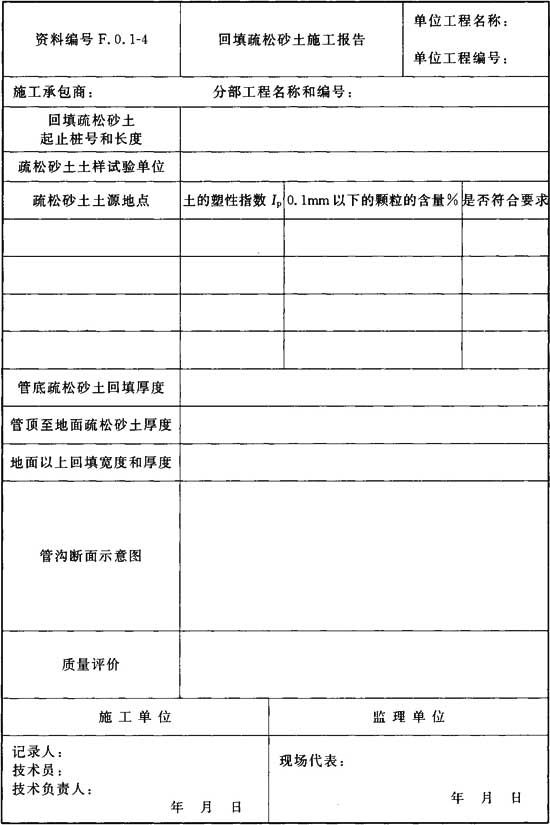 资料编号 F.0.1-4
回填疏松砂土施工报告
单位工程名称：
单位工程编号：
施工承包商：
分部工程名称和编号：
回填疏松砂土
起止桩号和长度
疏松砂土土样试验单位
疏松砂土土源地点
土的塑性指数 Ip
0.1mm以下的颗粒的含量%
是否符合要求
管底疏松砂土回填厚度
管顶至地面疏松砂土厚度
地面以上回填宽度和厚度
管沟断面示意图
质量评价
施工单位
监理单位
记录人：
技术员：
技术负责人：
年 月 日
现场代表：
年 月 日